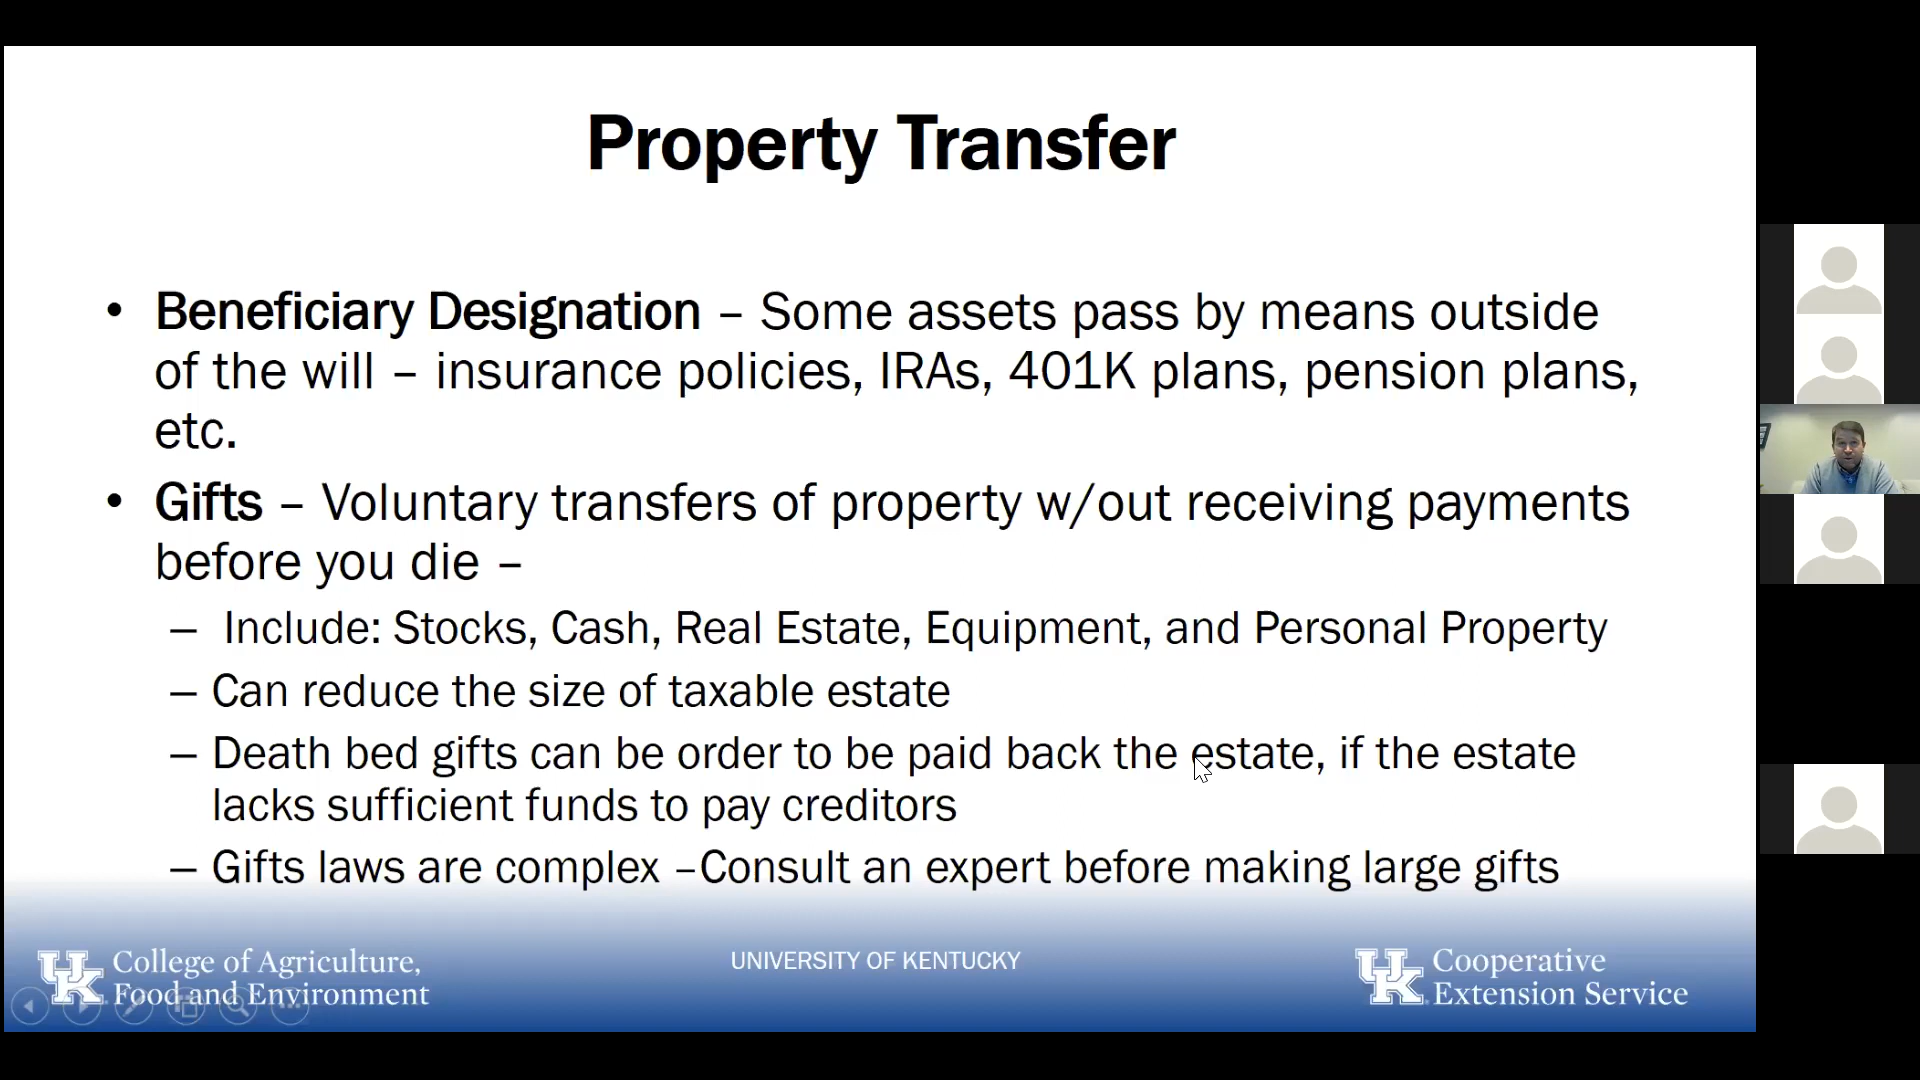 Property Transfer
• Beneficiary Designation – Some assets pass by means outside
of the will – insurance policies, IRAs, 401K plans, pension plans,
etc.
• Gifts – Voluntary transfers of property w/out receiving payments
before you die –
– Include: Stocks, Cash, Real Estate, Equipment, and Personal Property
– Can reduce the size of taxable estate
– Death bed gifts can be order to be paid back the estate, if the estate
lacks sufficient funds to pay creditors
– Gifts laws are complex –Consult an expert before making large gifts
UK College of Agriculture,
Food and Environment
UNIVERSITY OF KENTUCKY
UK Cooperative
Extension Service